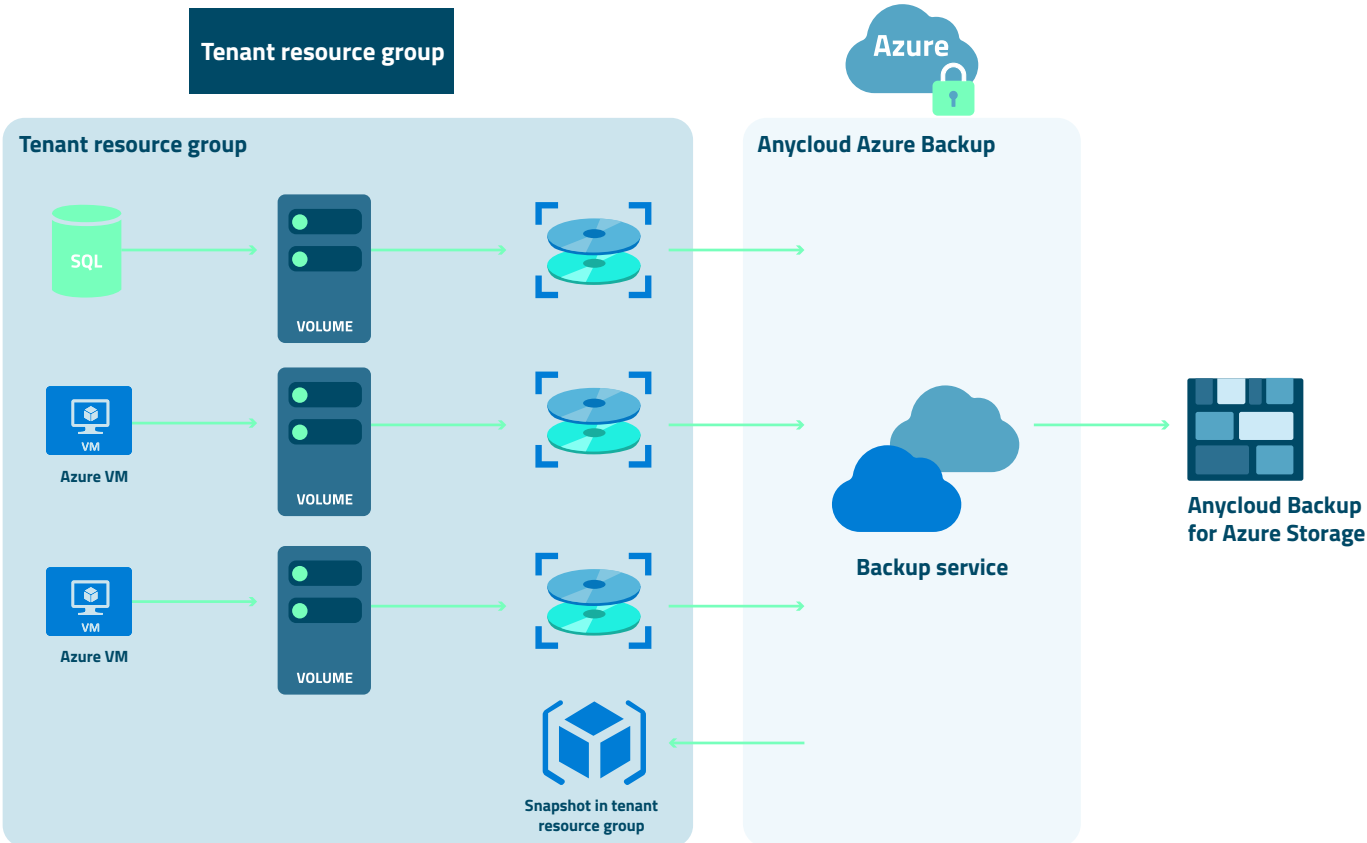 Tenant resource group
Azure
Tenant resource group
Anycloud Azure Backup
SQL
VOLUME
VM
Azure VM
VOLUME
Anycloud Backup
for Azure Storage
Backup service
VM
Azure VM
VOLUME
Snapshot in tenant
resource group